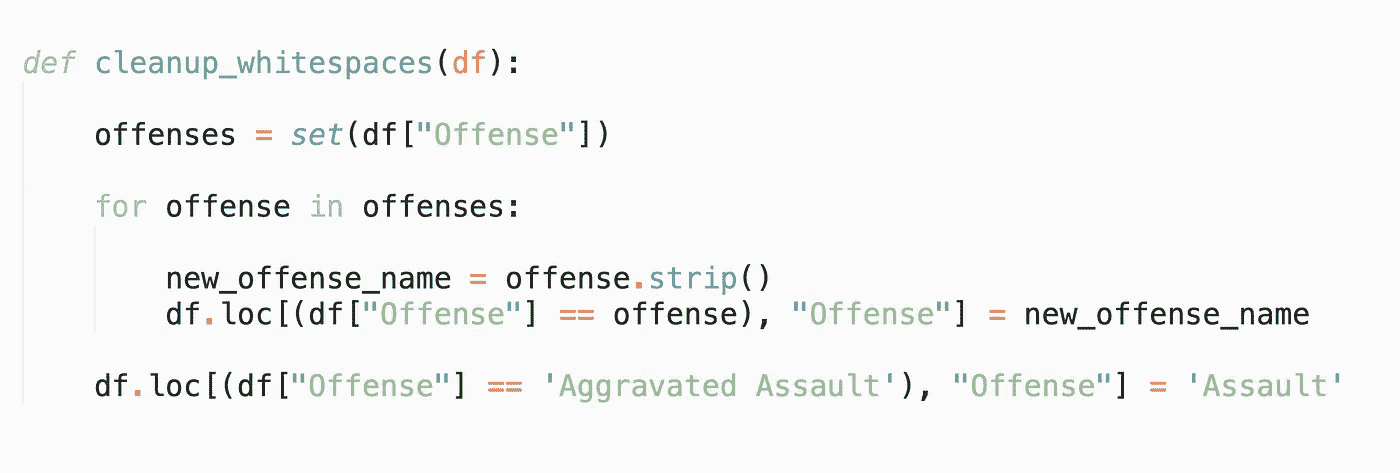 def cleanup_whitespaces(df):
    offenses = set(df["Offense"])
    for offense in offenses:
        new_offense_name = offense.strip()
        df.loc[(df["Offense"] == offense), "Offense"] = new_offense_name
    df.loc[(df["Offense"] == 'Aggravated Assault'), "Offense"] = 'Assault'